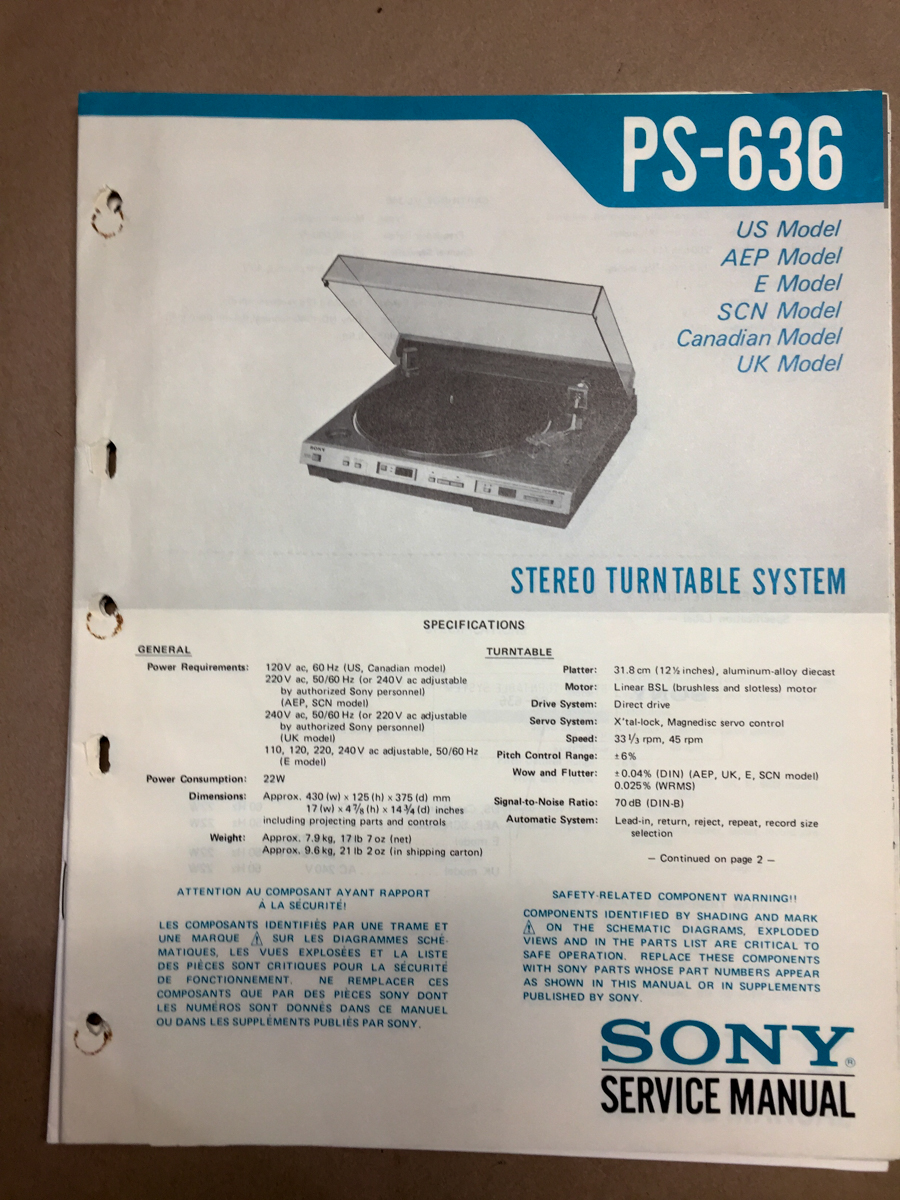 PS-636
US Model
AEP Model
E Model
SCN Model
Canadian Model
UK Model
SONY
STEREO TURNTABLE SYSTEM
SPECIFICATIONS
GENERAL
Power Requirements: 120 V ac, 60 Hz (US, Canadian model)
220 V ac, 50/60 Hz (or 240 V ac adjustable
by authorized Sony personnel)
(AEP, SCN model)
240 V ac, 50/60 Hz (or 220 V ac adjustable
by authorized Sony personnel)
(UK model)
110, 120, 220, 240 V ac adjustable, 50/60 Hz
(E model)
Power Consumption: 22W
Dimensions: Approx. 430 (w) x 125 (h) x 375 (d) mm
17 (w) x 4 7/8 (h) x 14 3/4 (d) inches
including projecting parts and controls
Weight: Approx. 7.9 kg, 17 lb 7 oz (net)
Approx. 9.6 kg, 21 lb 2 oz (in shipping carton)
TURNTABLE
Platter: 31.8 cm (12 ½ inches), aluminum-alloy diecast
Motor: Linear BSL (brushless and slotless) motor
Drive System: Direct drive
Servo System: X'tal-lock, Magnedisc servo control
Speed: 33 1/3 rpm, 45 rpm
Pitch Control Range: ±6%
Wow and Flutter: ±0.04% (DIN) (AEP, UK, E, SCN model)
0.025% (WRMS)
Signal-to-Noise Ratio: 70 dB (DIN-B)
Automatic System: Lead-in, return, reject, repeat, record size
selection
– Continued on page 2 –
ATTENTION AU COMPOSANT AYANT RAPPORT
À LA SÉCURITÉ!
LES COMPOSANTS IDENTIFIÉS PAR UNE TRAME ET
UNE MARQUE ⚠ SUR LES DIAGRAMMES SCHÉ-
MATIQUES, LES VUES EXPLOSÉES ET LA LISTE
DES PIÈCES SONT CRITIQUES POUR LA SÉCURITÉ
DE FONCTIONNEMENT. NE REMPLACER CES
COMPOSANTS QUE PAR DES PIÈCES SONY DONT
LES NUMÉROS SONT DONNÉS DANS CE MANUEL
OU DANS LES SUPPLÉMENTS PUBLIÉS PAR SONY.
SAFETY-RELATED COMPONENT WARNING!!
COMPONENTS IDENTIFIED BY SHADING AND MARK
⚠ ON THE SCHEMATIC DIAGRAMS, EXPLODED
VIEWS AND IN THE PARTS LIST ARE CRITICAL TO
SAFE OPERATION. REPLACE THESE COMPONENTS
WITH SONY PARTS WHOSE PART NUMBERS APPEAR
AS SHOWN IN THIS MANUAL OR IN SUPPLEMENTS
PUBLISHED BY SONY.
SONY®
SERVICE MANUAL